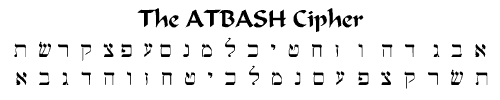 The ATBASH Cipher
א ב ג ד ה ו ז ח ט י כ ל מ נ ס ע פ צ ק ר שׂ ת
ת שׂ ר ק צ פ ע ס נ מ ל כ י ט ח ז ו ה ד ג ב א